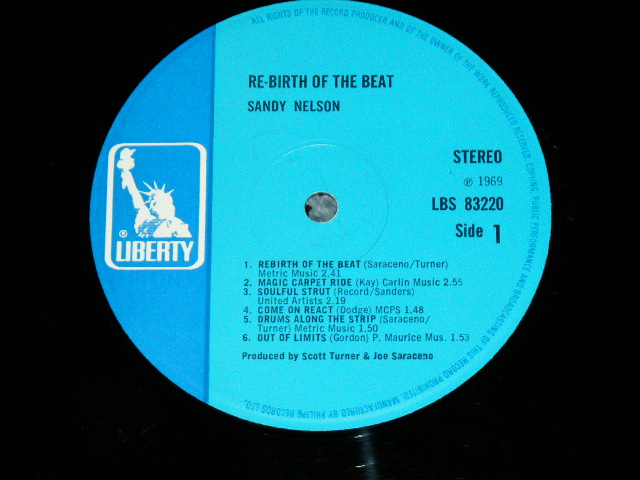 ALL RIGHTS OF THE RECORD PRODUCER AND OF THE OWNER OF THE WORK REPRODUCED RESERVED. COPYING, PUBLIC PERFORMANCE AND BROADCASTING OF THIS RECORD PROHIBITED. MANUFACTURED BY PHILIPS RECORDS LTD.
RE-BIRTH OF THE BEAT
SANDY NELSON
STEREO
℗ 1969
LBS 83220
Side 1
LIBERTY
®
1. REBIRTH OF THE BEAT (Saraceno/Turner)
Metric Music 2.41
2. MAGIC CARPET RIDE (Kay) Carlin Music 2.55
3. SOULFUL STRUT (Record/Sanders)
United Artists 2.19
4. COME ON REACT (Dodge) MCPS 1.48
5. DRUMS ALONG THE STRIP (Saraceno/
Turner) Metric Music 1.50
6. OUT OF LIMITS (Gordon) P. Maurice Mus. 1.53
Produced by Scott Turner & Joe Saraceno